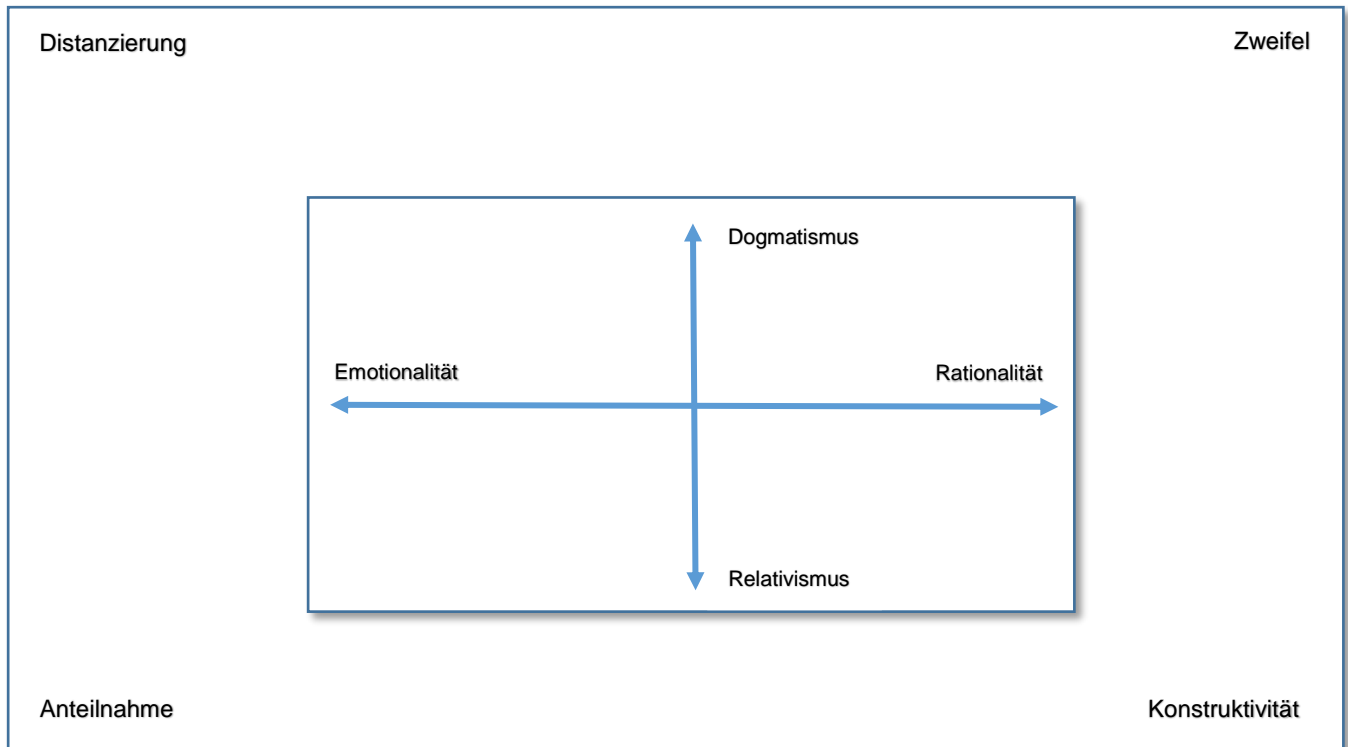 Distanzierung
Zweifel
Dogmatismus
Emotionalität
Rationalität
Relativismus
Anteilnahme
Konstruktivität